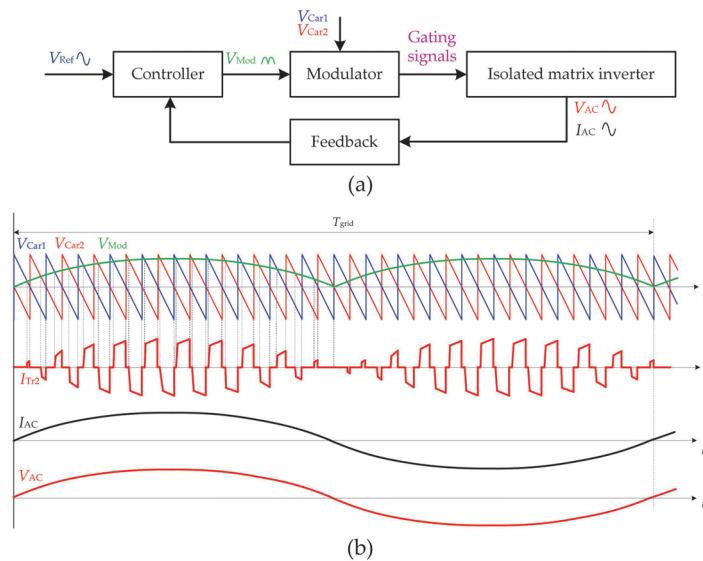 VCar1
VCar2
VRef
Controller
VMod
Modulator
Gating
signals
Isolated matrix inverter
VAC
IAC
Feedback
(a)
Tgrid
VCar1 VCar2 VMod
ITr2
IAC
t
VAC
t
(b)